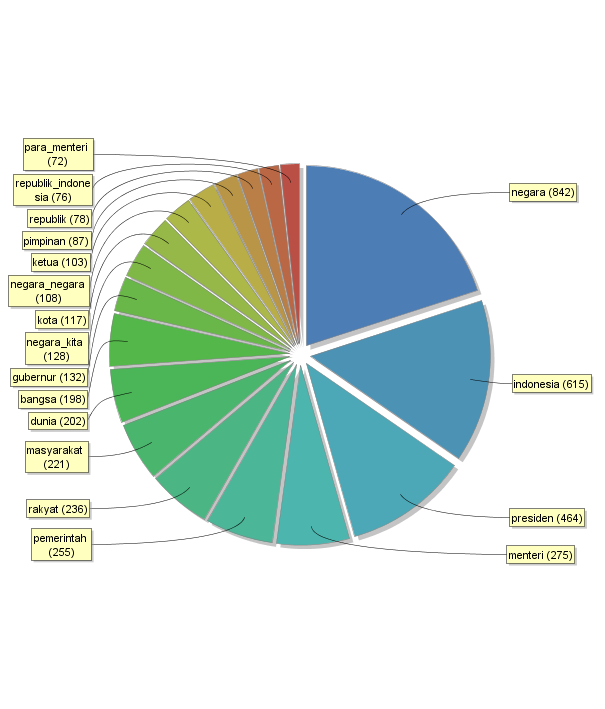 para_menteri
(72)
republik_indone
sia (76)
republik (78)
pimpinan (87)
ketua (103)
negara_negara
(108)
kota (117)
negara_kita
(128)
gubernur (132)
bangsa (198)
dunia (202)
masyarakat
(221)
rakyat (236)
pemerintah
(255)
negara (842)
indonesia (615)
presiden (464)
menteri (275)